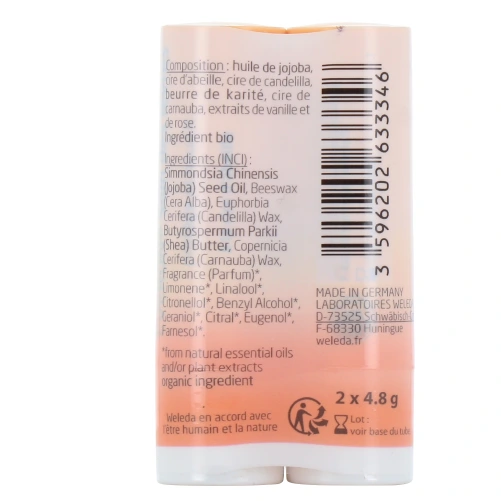 Composition : huile de jojoba,
cire d'abeille, cire de candelilla,
beurre de karité, cire de
carnauba, extraits de vanille et
de rose.
Ingrédient bio
Ingredients (INCI) :
Simmondsia Chinensis
(Jojoba) Seed Oil, Beeswax
(Cera Alba), Euphorbia
Cerifera (Candelilla) Wax,
Butyrospermum Parkii
(Shea) Butter, Copernicia
Cerifera (Carnauba) Wax,
Fragrance (Parfum)*,
Limonene*, Linalool*,
Citronellol*, Benzyl Alcohol*,
Geraniol*, Citral*, Eugenol*,
Farnesol*.
*from natural essential oils
and/or plant extracts
organic ingredient
Weleda en accord avec
l'être humain et la nature
3 596202 633346
MADE IN GERMANY
LABORATOIRES WELED
D-73525 Schwäbisch
F-68330 Huningue
weleda.fr
2 x 4.8 g
Lot :
voir base du tube